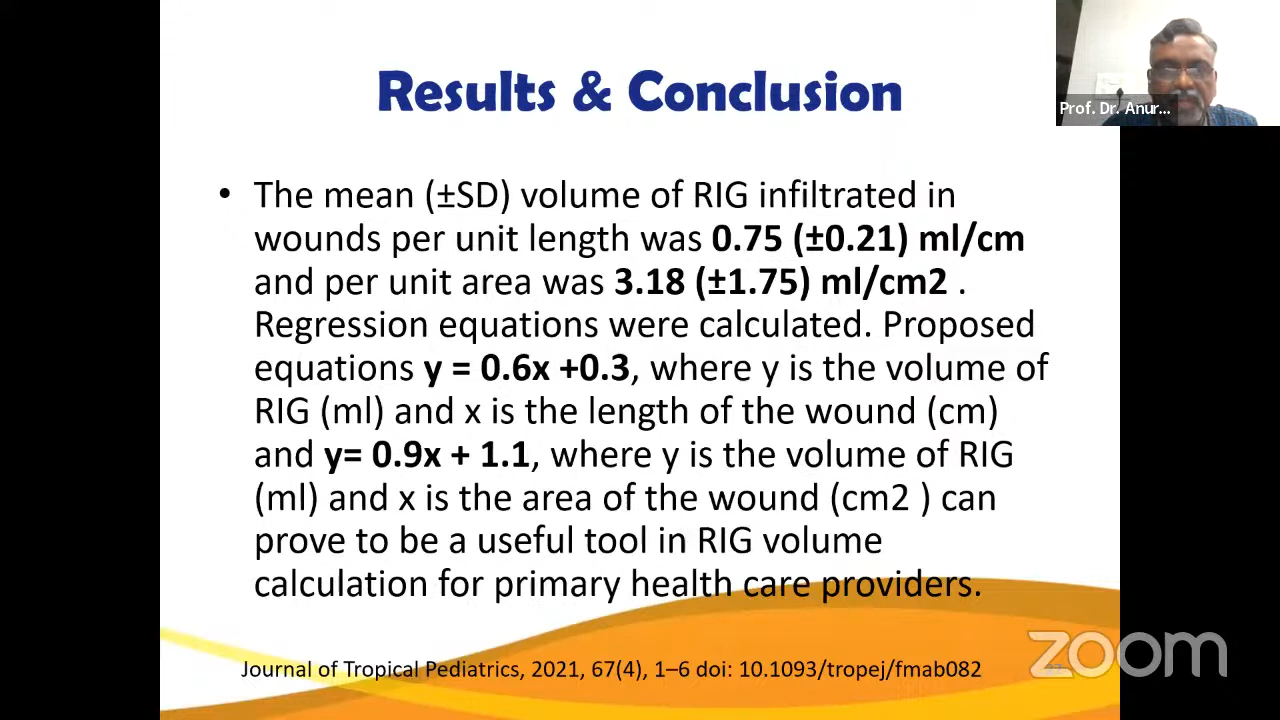 Results & Conclusion
Prof. Dr. Anur...
• The mean (±SD) volume of RIG infiltrated in
wounds per unit length was 0.75 (±0.21) ml/cm
and per unit area was 3.18 (±1.75) ml/cm2 .
Regression equations were calculated. Proposed
equations y = 0.6x +0.3, where y is the volume of
RIG (ml) and x is the length of the wound (cm)
and y= 0.9x + 1.1, where y is the volume of RIG
(ml) and x is the area of the wound (cm2 ) can
prove to be a useful tool in RIG volume
calculation for primary health care providers.
Journal of Tropical Pediatrics, 2021, 67(4), 1–6 doi: 10.1093/tropej/fmab082
zoom